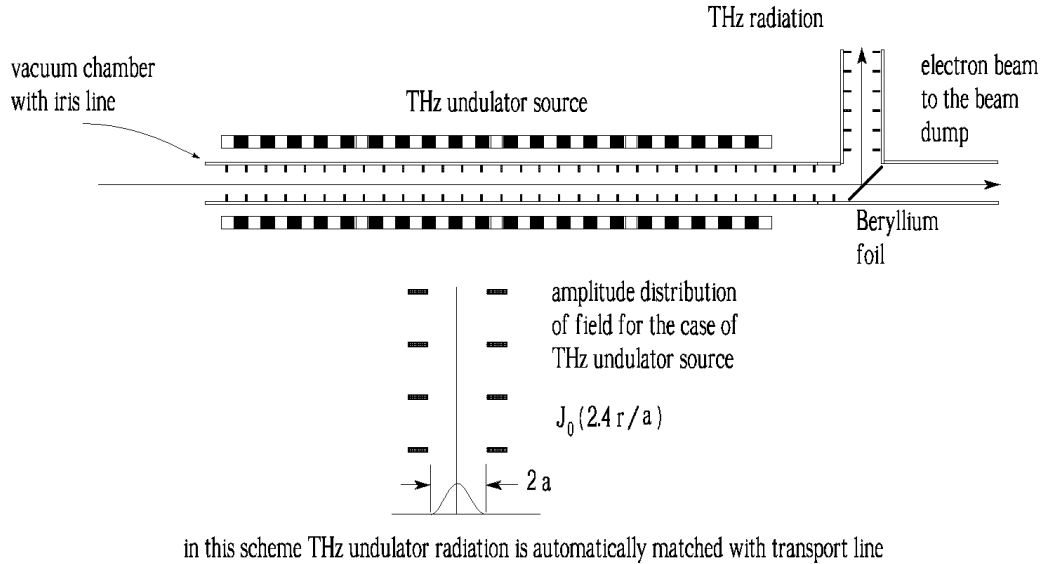 THz radiation
vacuum chamber
with iris line
THz undulator source
electron beam
to the beam
dump
Beryllium
foil
amplitude distribution
of field for the case of
THz undulator source
J₀(2.4 r/a)
2 a
in this scheme THz undulator radiation is automatically matched with transport line